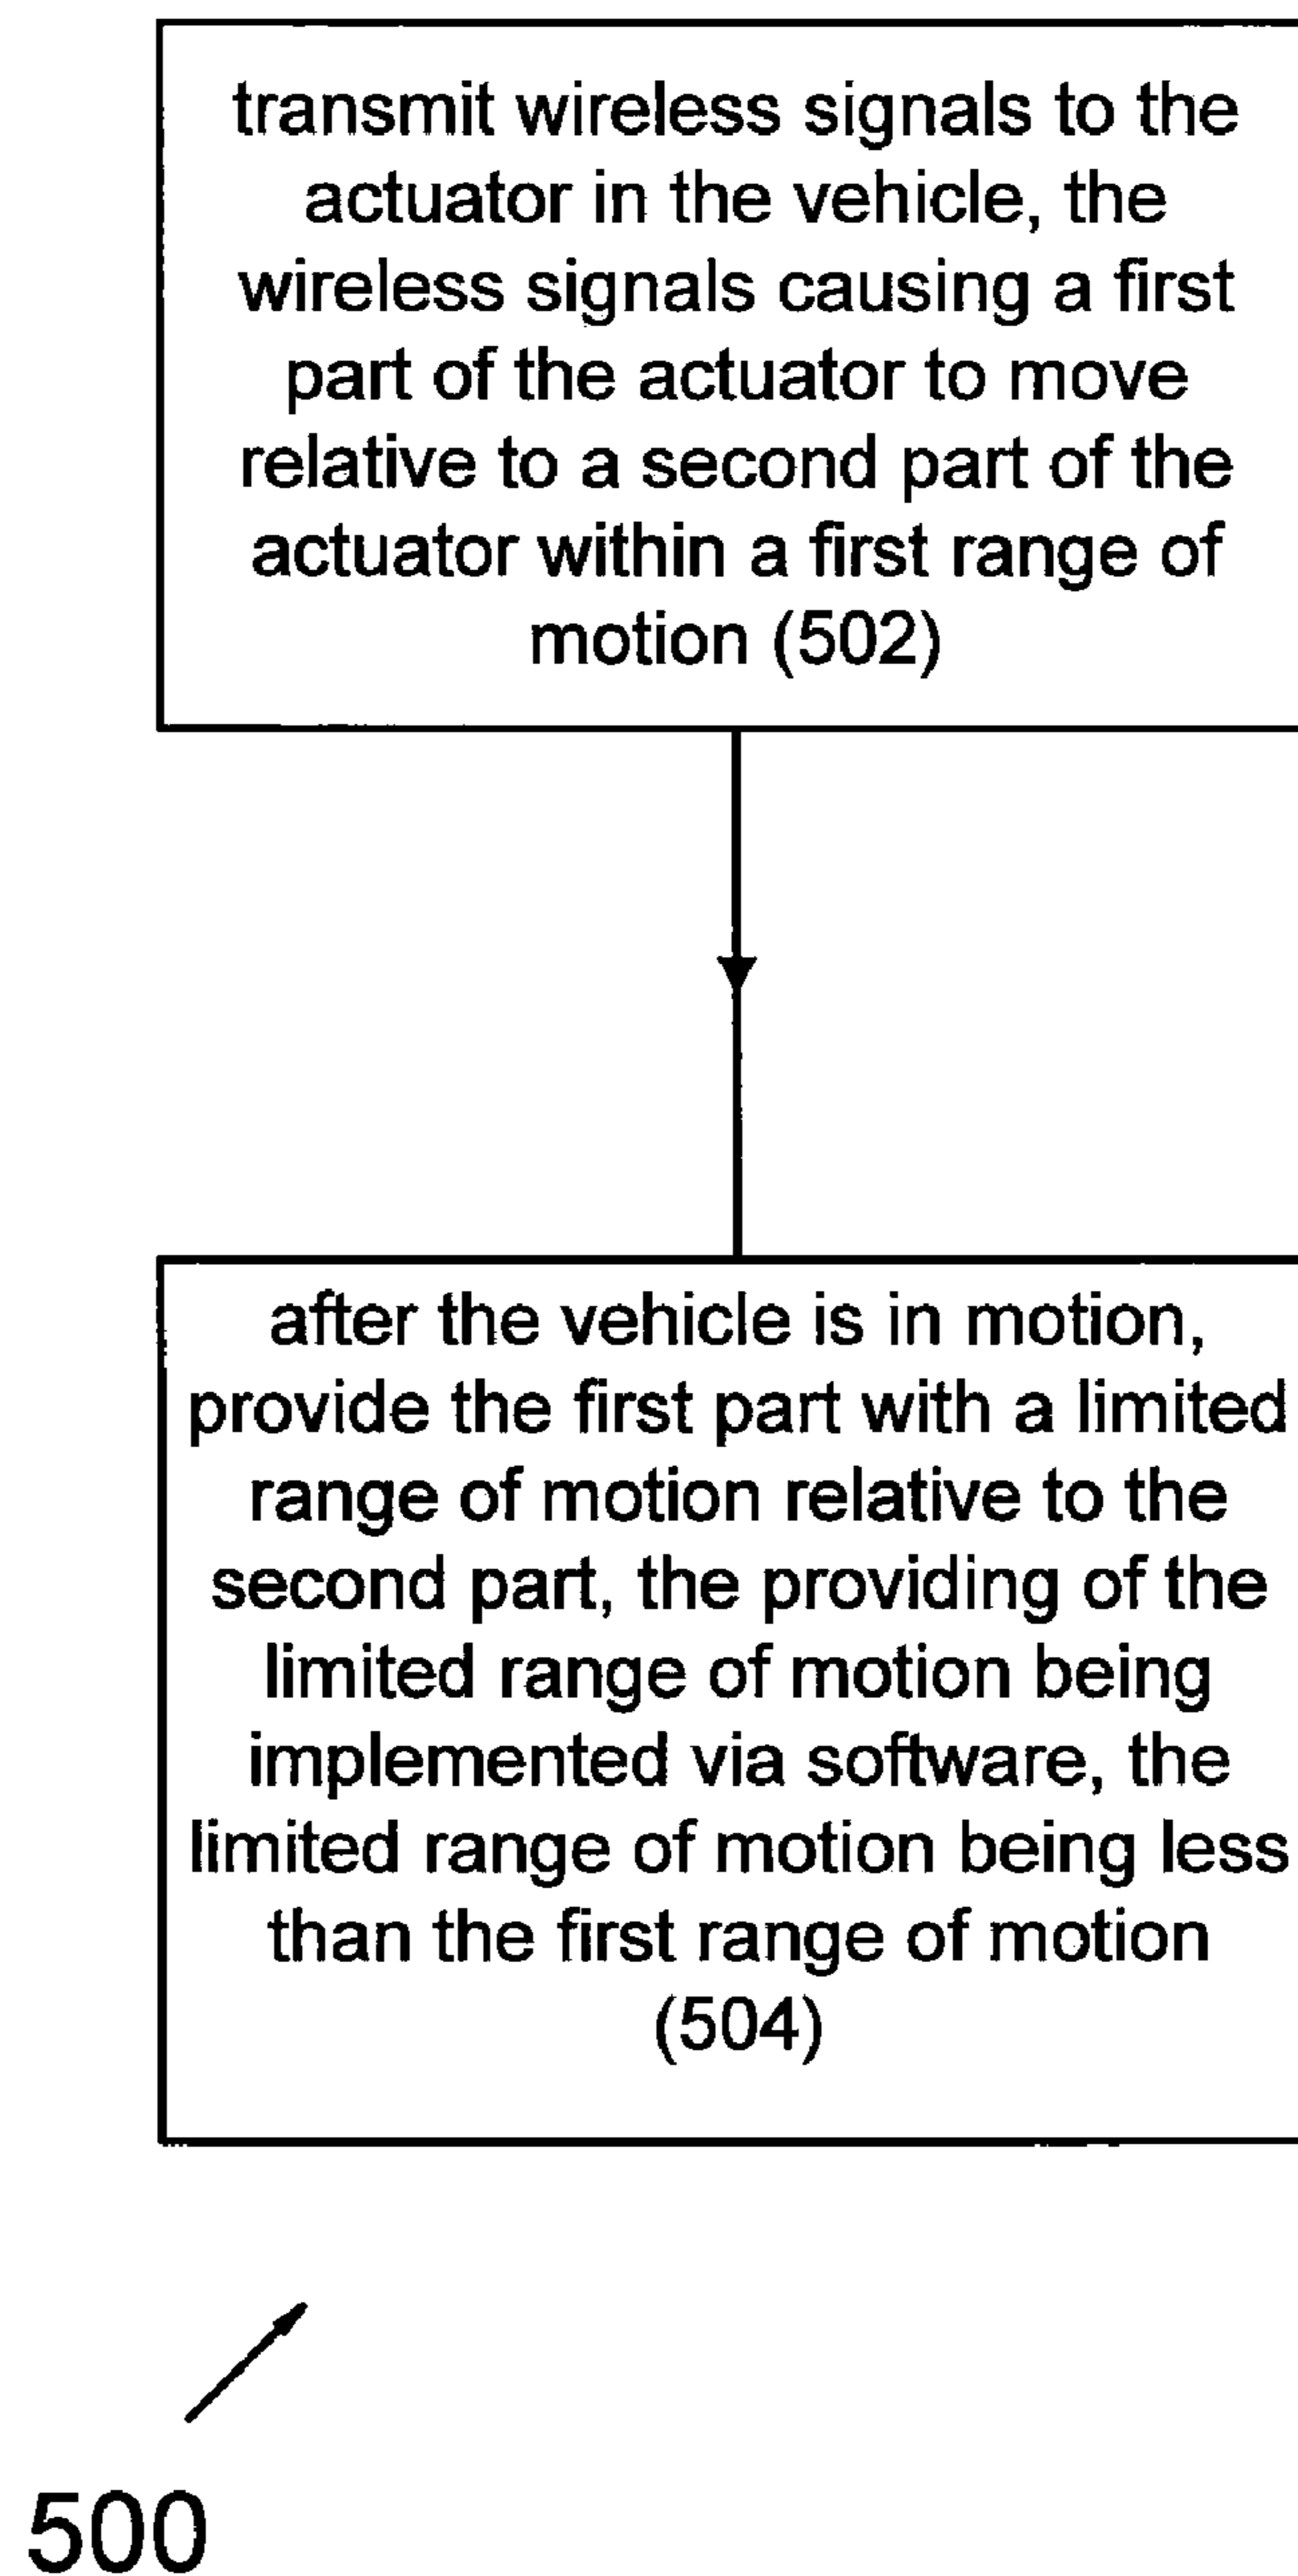 transmit wireless signals to the
actuator in the vehicle, the
wireless signals causing a first
part of the actuator to move
relative to a second part of the
actuator within a first range of
motion (502)
after the vehicle is in motion,
provide the first part with a limited
range of motion relative to the
second part, the providing of the
limited range of motion being
implemented via software, the
limited range of motion being less
than the first range of motion
(504)
500